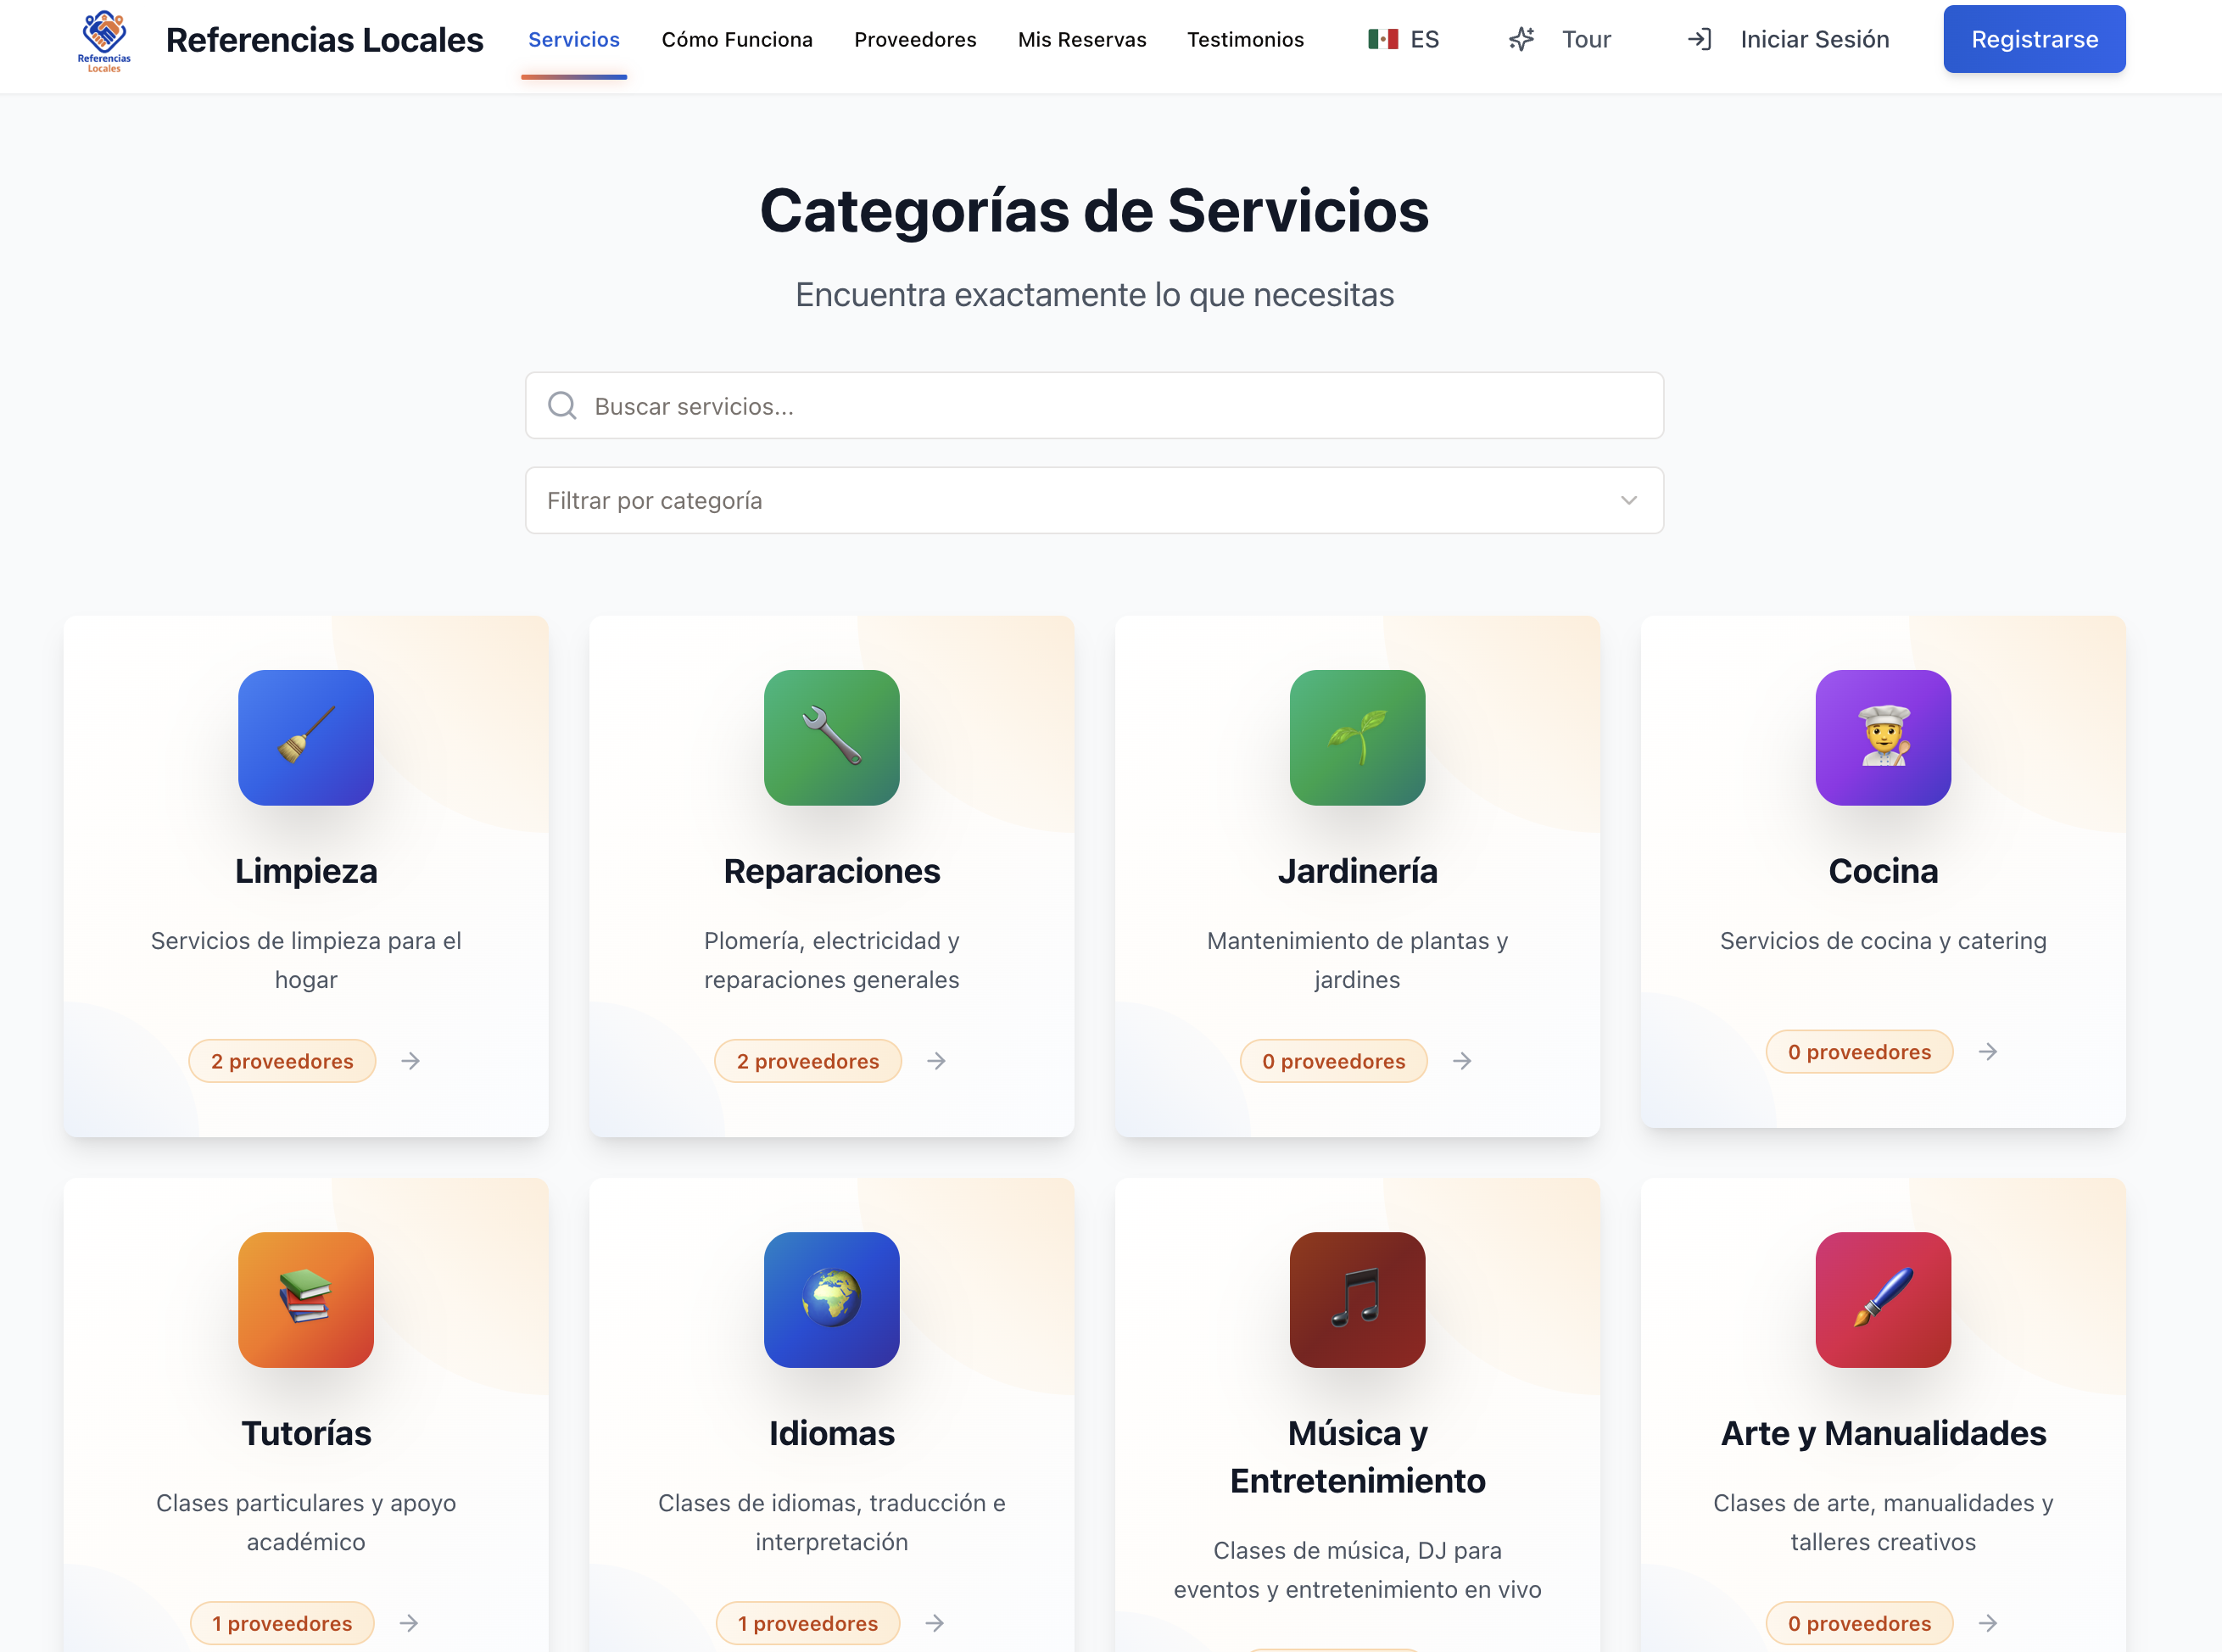 Referencias
Locales
Referencias Locales
Servicios
Cómo Funciona
Proveedores
Mis Reservas
Testimonios
ES
Tour
Iniciar Sesión
Registrarse
Categorías de Servicios
Encuentra exactamente lo que necesitas
Buscar servicios...
Filtrar por categoría
Limpieza
Servicios de limpieza para el
hogar
2 proveedores
Reparaciones
Plomería, electricidad y
reparaciones generales
2 proveedores
Jardinería
Mantenimiento de plantas y
jardines
0 proveedores
Cocina
Servicios de cocina y catering
0 proveedores
Tutorías
Clases particulares y apoyo
académico
1 proveedores
Idiomas
Clases de idiomas, traducción e
interpretación
1 proveedores
Música y
Entretenimiento
Clases de música, DJ para
eventos y entretenimiento en vivo
Arte y Manualidades
Clases de arte, manualidades y
talleres creativos
0 proveedores